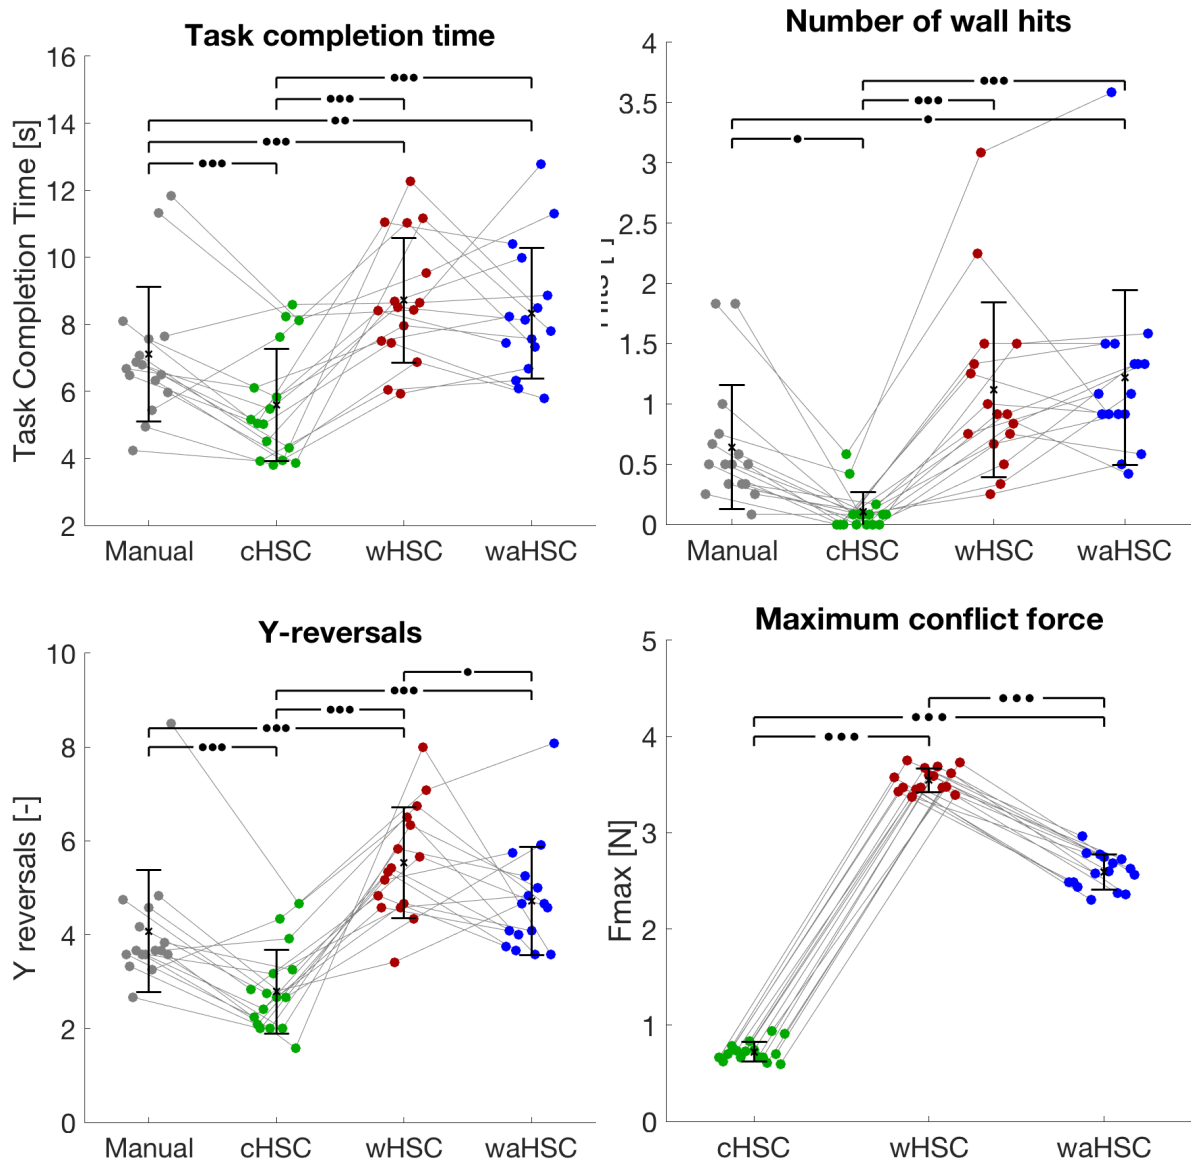 Task completion time
Task Completion Time [s]
16
14
12
10
8
6
4
2
Manual cHSC wHSC waHSC
Number of wall hits
4
3.5
3
2.5
2
1.5
1
0.5
0
Manual cHSC wHSC waHSC
Y-reversals
Y reversals [-]
10
8
6
4
2
0
Manual cHSC wHSC waHSC
Maximum conflict force
Fmax [N]
5
4
3
2
1
0
cHSC wHSC waHSC